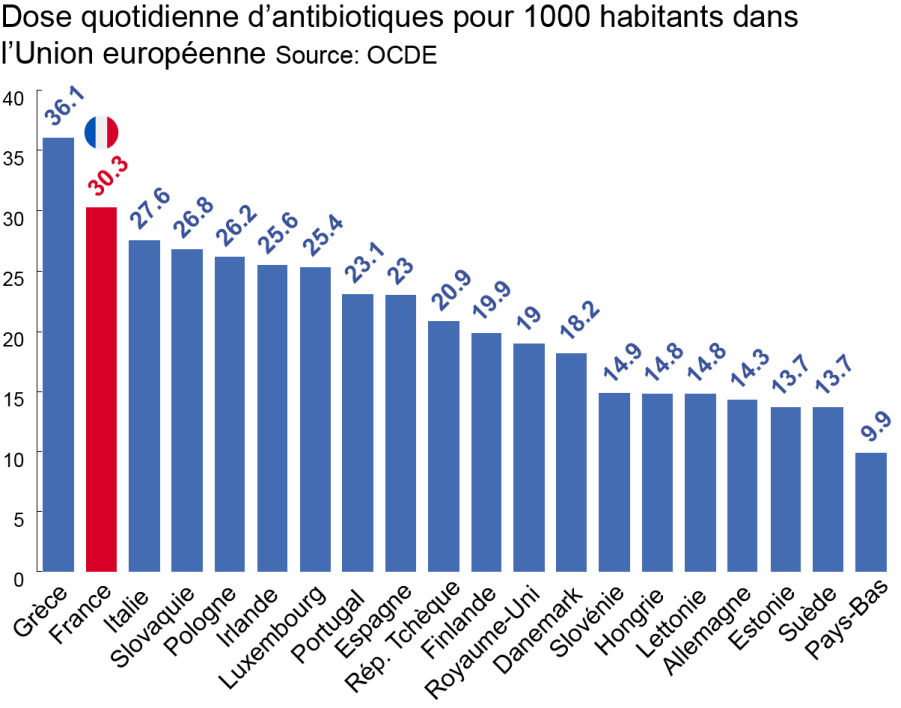 Dose quotidienne d’antibiotiques pour 1000 habitants dans
l’Union européenne Source: OCDE
40
35
30
25
20
15
10
5
0
36.1
30.3
27.6
26.8
26.2
25.6
25.4
23.1
23
20.9
19.9
19
18.2
14.9
14.8
14.8
14.3
13.7
13.7
9.9
Grèce
France
Italie
Slovaquie
Pologne
Irlande
Luxembourg
Portugal
Espagne
Rép. Tchèque
Finlande
Royaume-Uni
Danemark
Slovénie
Hongrie
Lettonie
Allemagne
Estonie
Suède
Pays-Bas